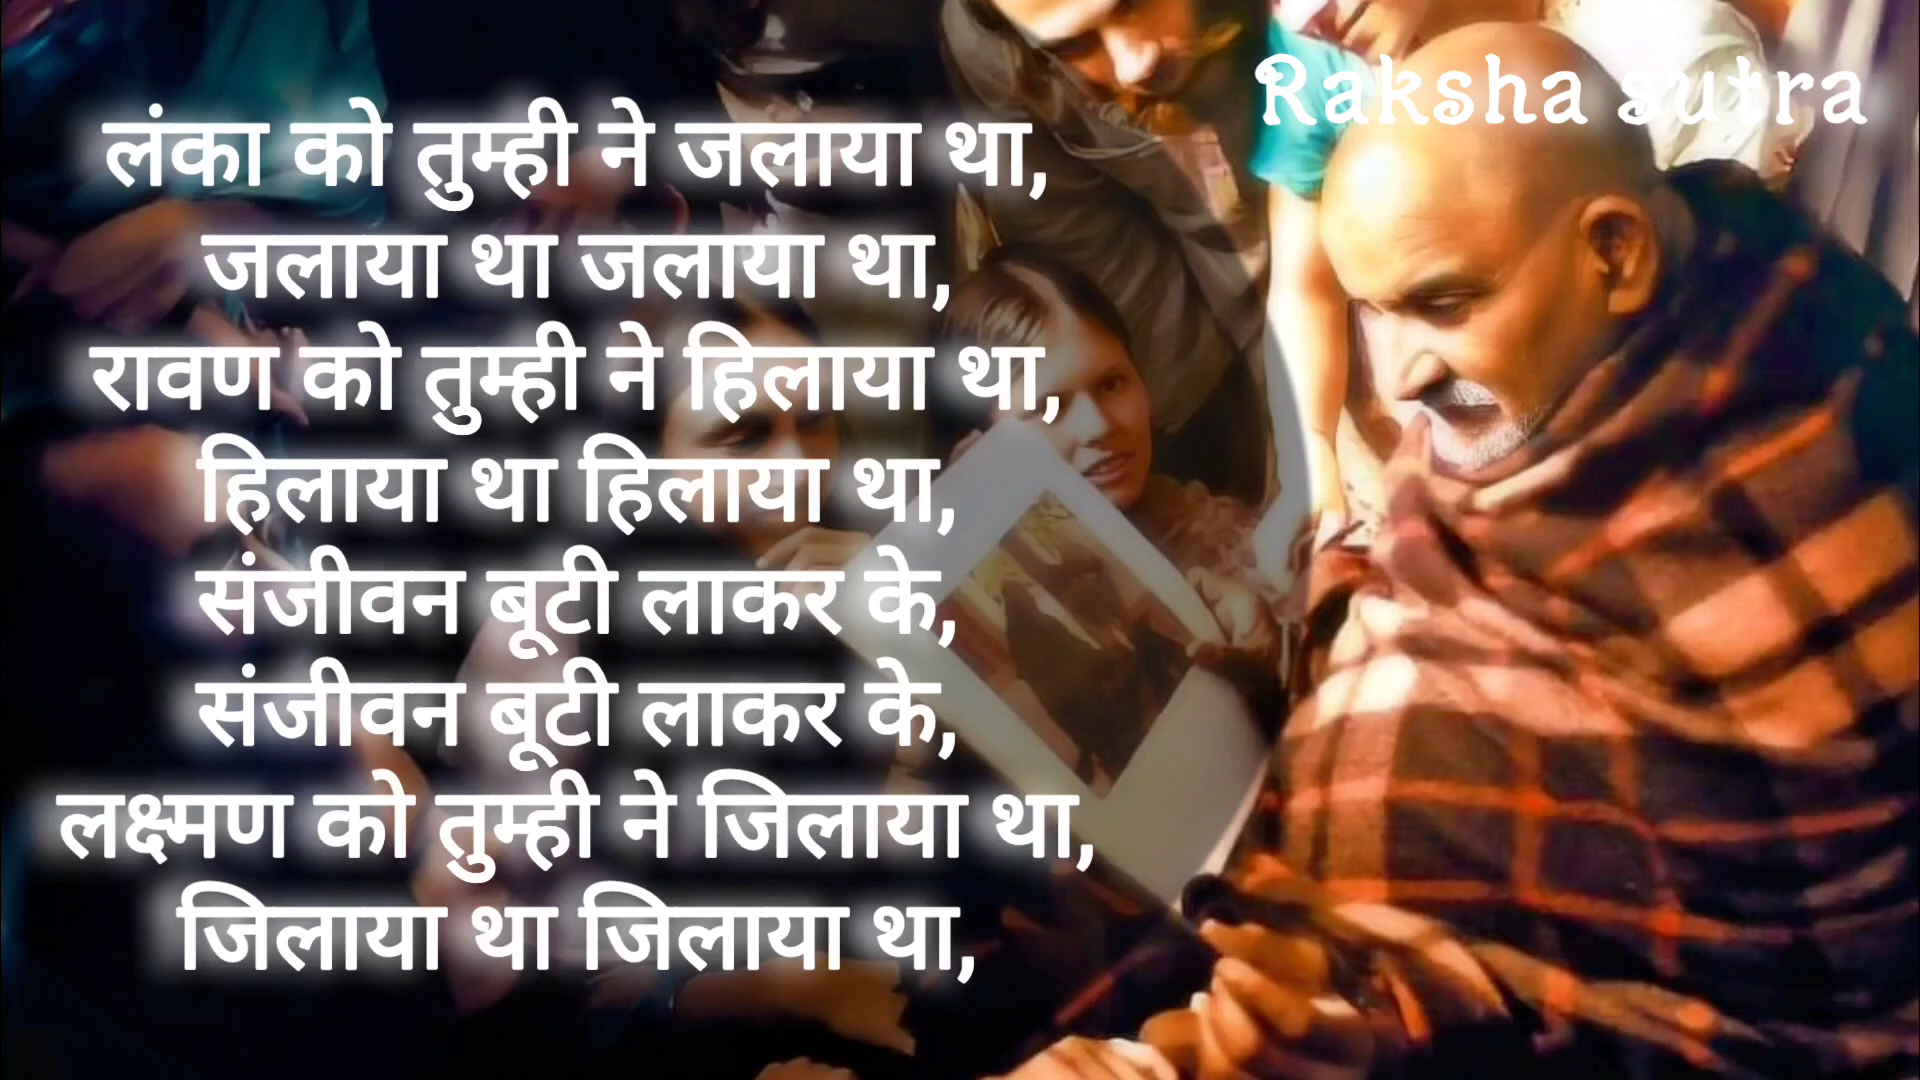 Raksha sutra
लंका को तुम्ही ने जलाया था,
जलाया था जलाया था,
रावण को तुम्ही ने हिलाया था,
हिलाया था हिलाया था,
संजीवन बूटी लाकर के,
संजीवन बूटी लाकर के,
लक्ष्मण को तुम्ही ने जिलाया था,
जिलाया था जिलाया था,